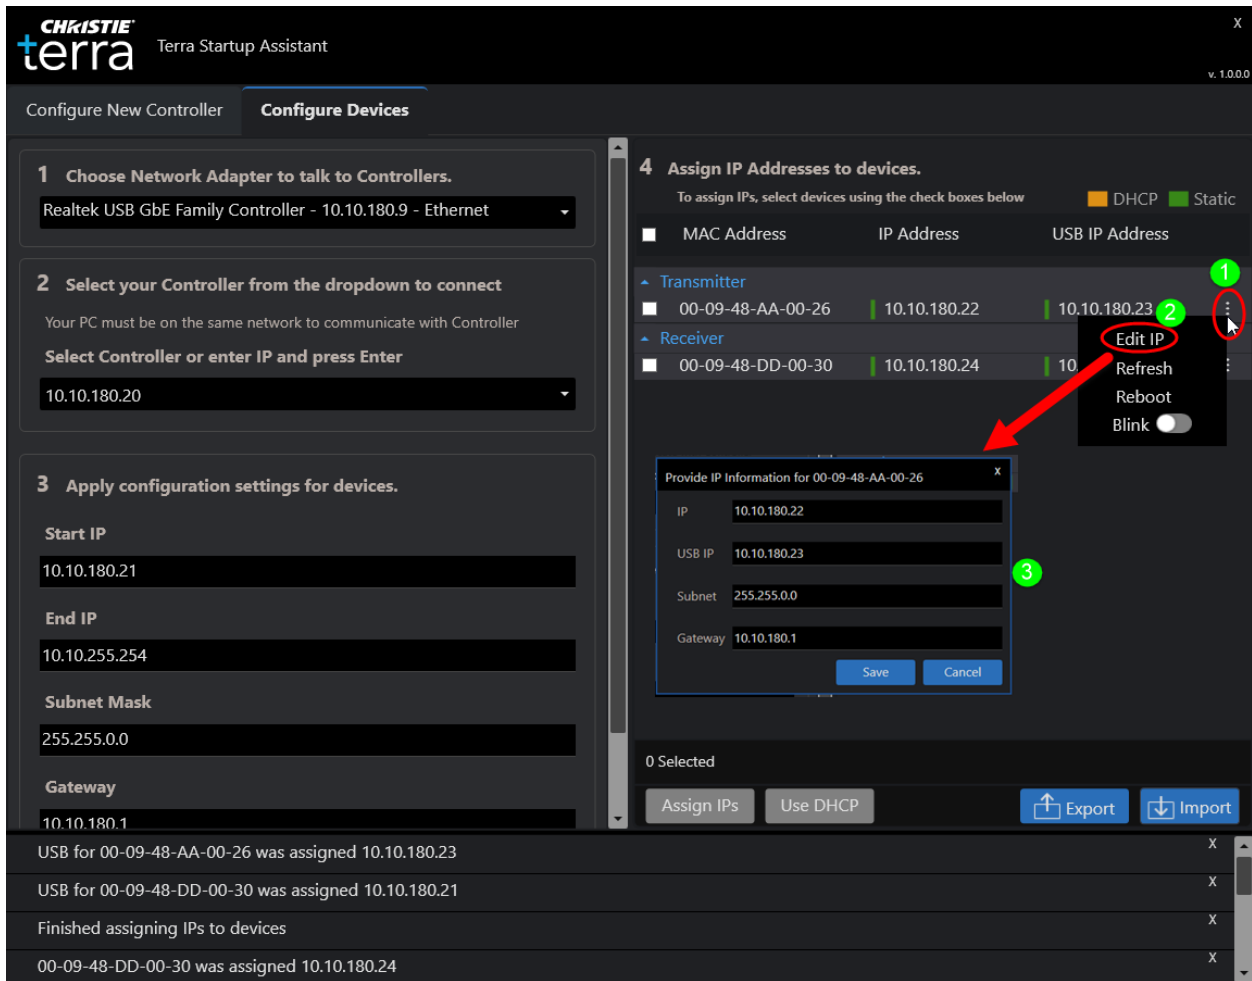 CHRISTIE
terra
Terra Startup Assistant
x
v. 1.0.0.0
Configure New Controller
Configure Devices
1 Choose Network Adapter to talk to Controllers.
Realtek USB GbE Family Controller - 10.10.180.9 - Ethernet
2 Select your Controller from the dropdown to connect
Your PC must be on the same network to communicate with Controller
Select Controller or enter IP and press Enter
10.10.180.20
3 Apply configuration settings for devices.
Start IP
10.10.180.21
End IP
10.10.255.254
Subnet Mask
255.255.0.0
Gateway
10.10.180.1
4 Assign IP Addresses to devices.
To assign IPs, select devices using the check boxes below
DHCP
Static
MAC Address IP Address USB IP Address
1
Transmitter
00-09-48-AA-00-26 10.10.180.22 10.10.180.23
2
Receiver
00-09-48-DD-00-30 10.10.180.24 10.
Edit IP
Refresh
Reboot
Blink
Provide IP Information for 00-09-48-AA-00-26
x
IP 10.10.180.22
USB IP 10.10.180.23
3
Subnet 255.255.0.0
Gateway 10.10.180.1
Save
Cancel
0 Selected
Assign IPs
Use DHCP
Export
Import
USB for 00-09-48-AA-00-26 was assigned 10.10.180.23 X
USB for 00-09-48-DD-00-30 was assigned 10.10.180.21 X
Finished assigning IPs to devices X
00-09-48-DD-00-30 was assigned 10.10.180.24 X